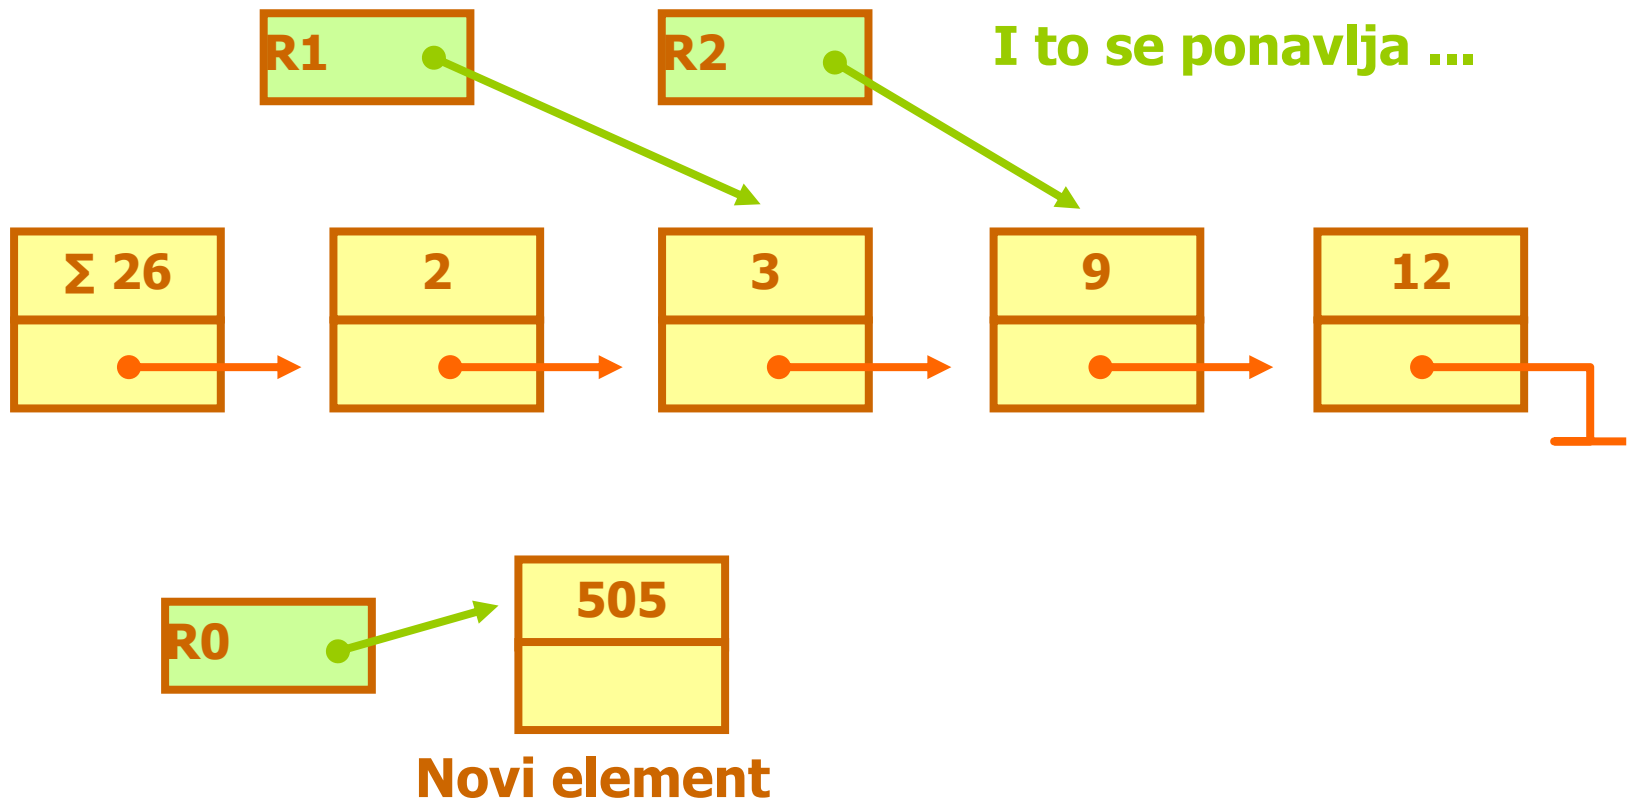 R1
R2
I to se ponavlja ...
Σ 26
2
3
9
12
505
R0
Novi element